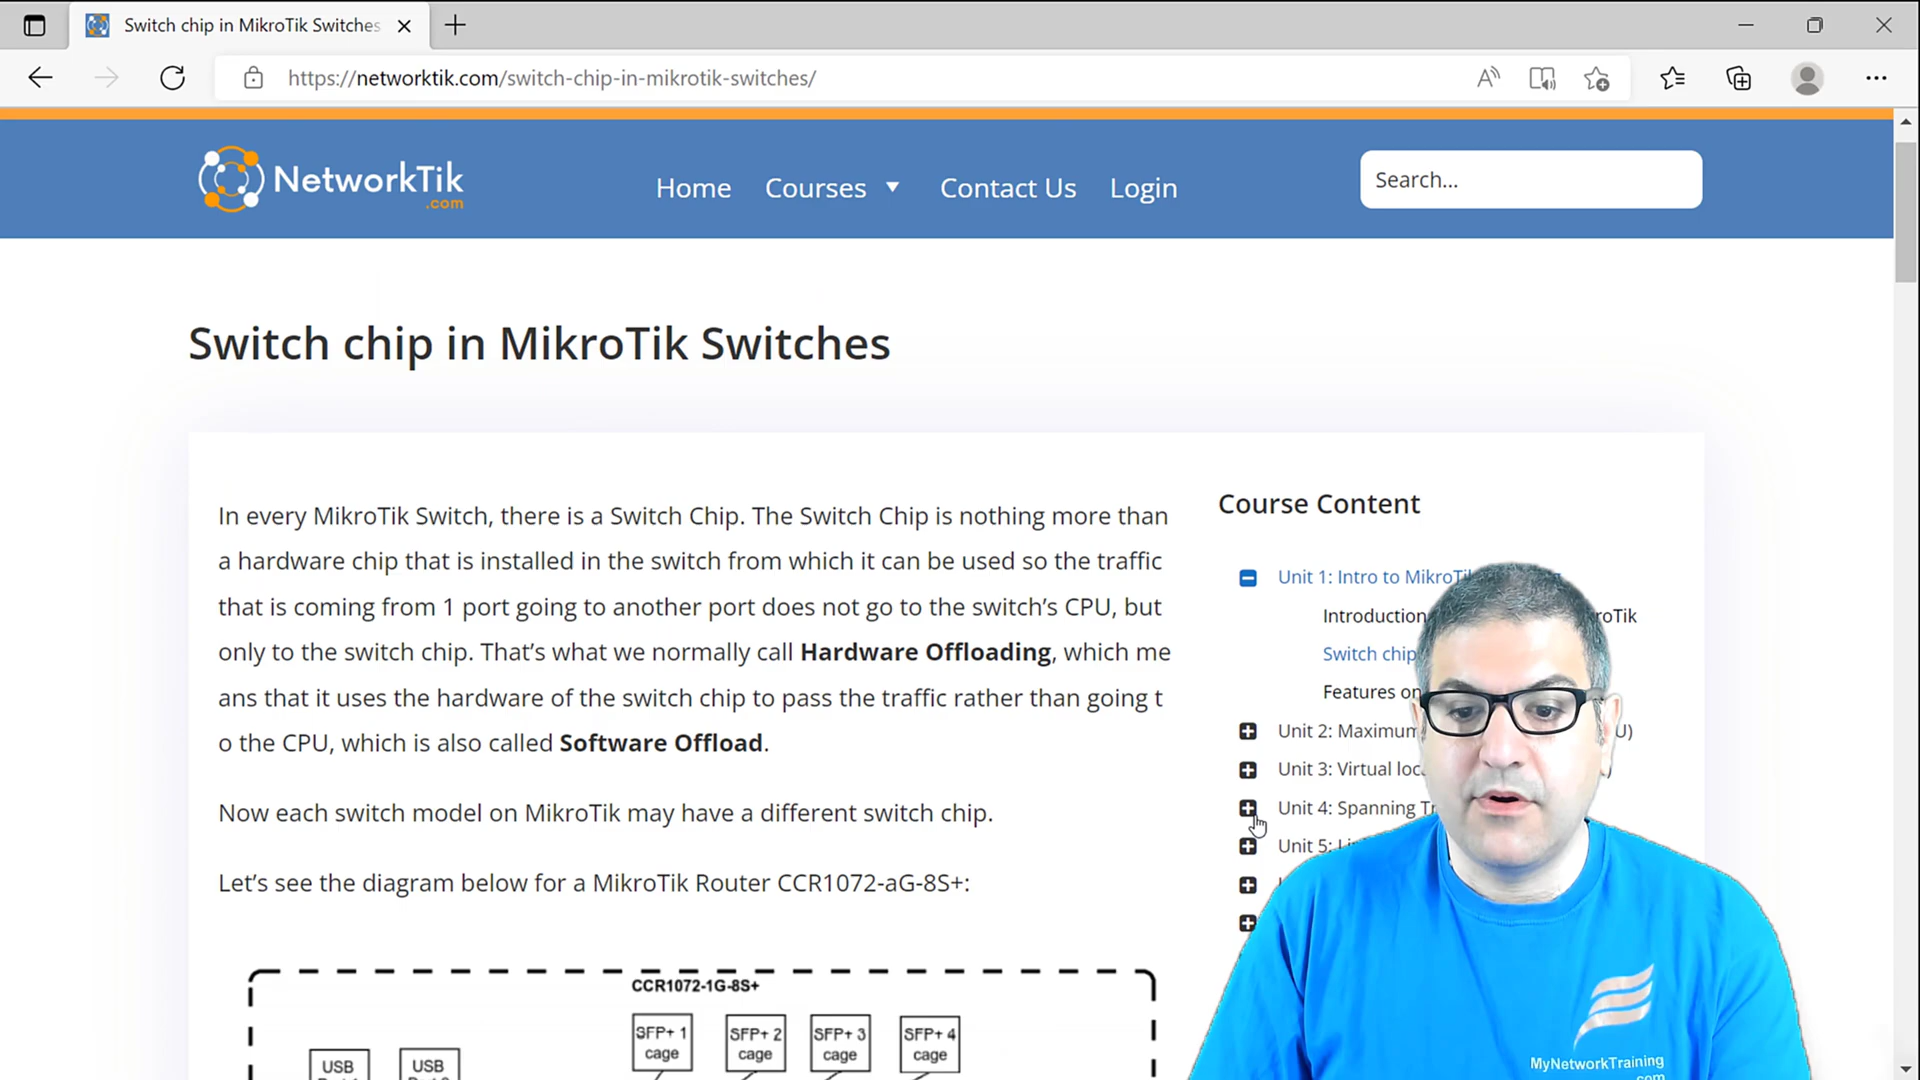 Switch chip in MikroTik Switches
https://networktik.com/switch-chip-in-mikrotik-switches/
NetworkTik
.com
Home Courses Contact Us Login
Search...
Switch chip in MikroTik Switches
In every MikroTik Switch, there is a Switch Chip. The Switch Chip is nothing more than
a hardware chip that is installed in the switch from which it can be used so the traffic
that is coming from 1 port going to another port does not go to the switch's CPU, but
only to the switch chip. That's what we normally call Hardware Offloading, which me
ans that it uses the hardware of the switch chip to pass the traffic rather than going t
o the CPU, which is also called Software Offload.
Now each switch model on MikroTik may have a different switch chip.
Let's see the diagram below for a MikroTik Router CCR1072-aG-8S+:
CCR1072-1G-8S+
SFP+ 1 cage
SFP+ 2 cage
SFP+ 3 cage
SFP+ 4 cage
USB
USB
Course Content
Unit 1: Intro to
Introduction
Switch chip
Features on
Unit 2: Maximum
Unit 3: Virtual
Unit 4: Spanning
Unit 5:
MyNetworkTraining
.com